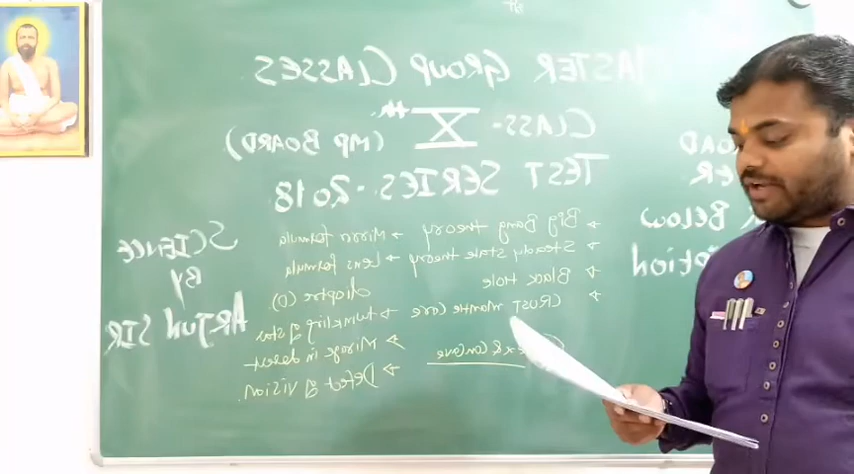 ASTER GROUP CLASSES
CLASS- X th (MP BOARD)
TEST SERIES - 2018
BELOW
→ Big Bang theory
→ Steady State theory
→ Black Hole
→ CRUST mantle Core
& Concave
→ Mirror formula
→ Lens formula
dioptor (D)
→ twinkling of star
→ Mirage in desert
→ Defect of vision.
SCIENCE
BY
ARJUN SIR